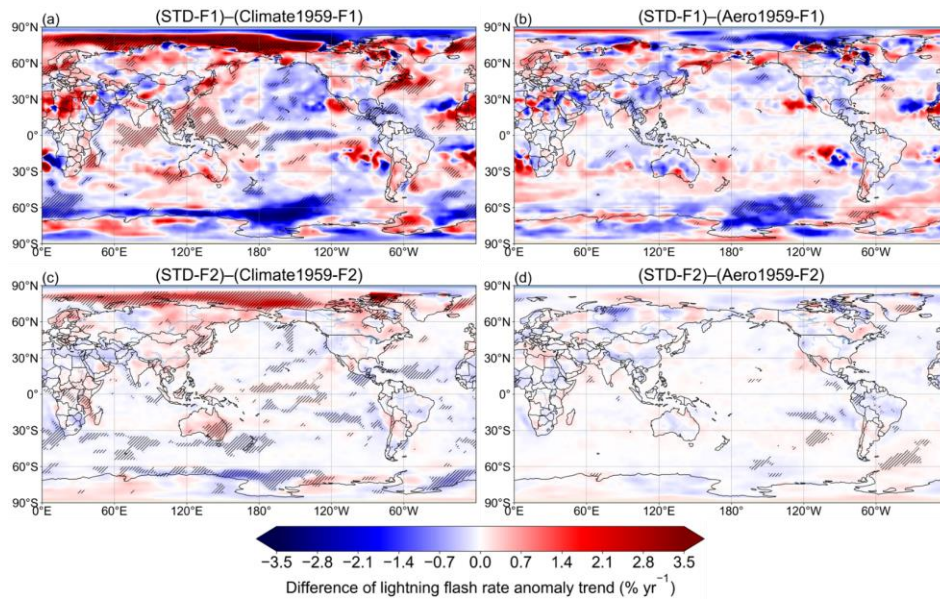 (a) (STD-F1)−(Climate1959-F1)
(b) (STD-F1)−(Aero1959-F1)
90°N 90°N
60°N 60°N
30°N 30°N
0° 0°
30°S 30°S
60°S 60°S
90°S 90°S
0°E 60°E 120°E 180° 120°W 60°W 0°E 60°E 120°E 180° 120°W 60°W
(c) (STD-F2)−(Climate1959-F2)
(d) (STD-F2)−(Aero1959-F2)
90°N 90°N
60°N 60°N
30°N 30°N
0° 0°
30°S 30°S
60°S 60°S
90°S 90°S
0°E 60°E 120°E 180° 120°W 60°W 0°E 60°E 120°E 180° 120°W 60°W
−3.5 −2.8 −2.1 −1.4 −0.7 0.0 0.7 1.4 2.1 2.8 3.5
Difference of lightning flash rate anomaly trend (% yr⁻¹)